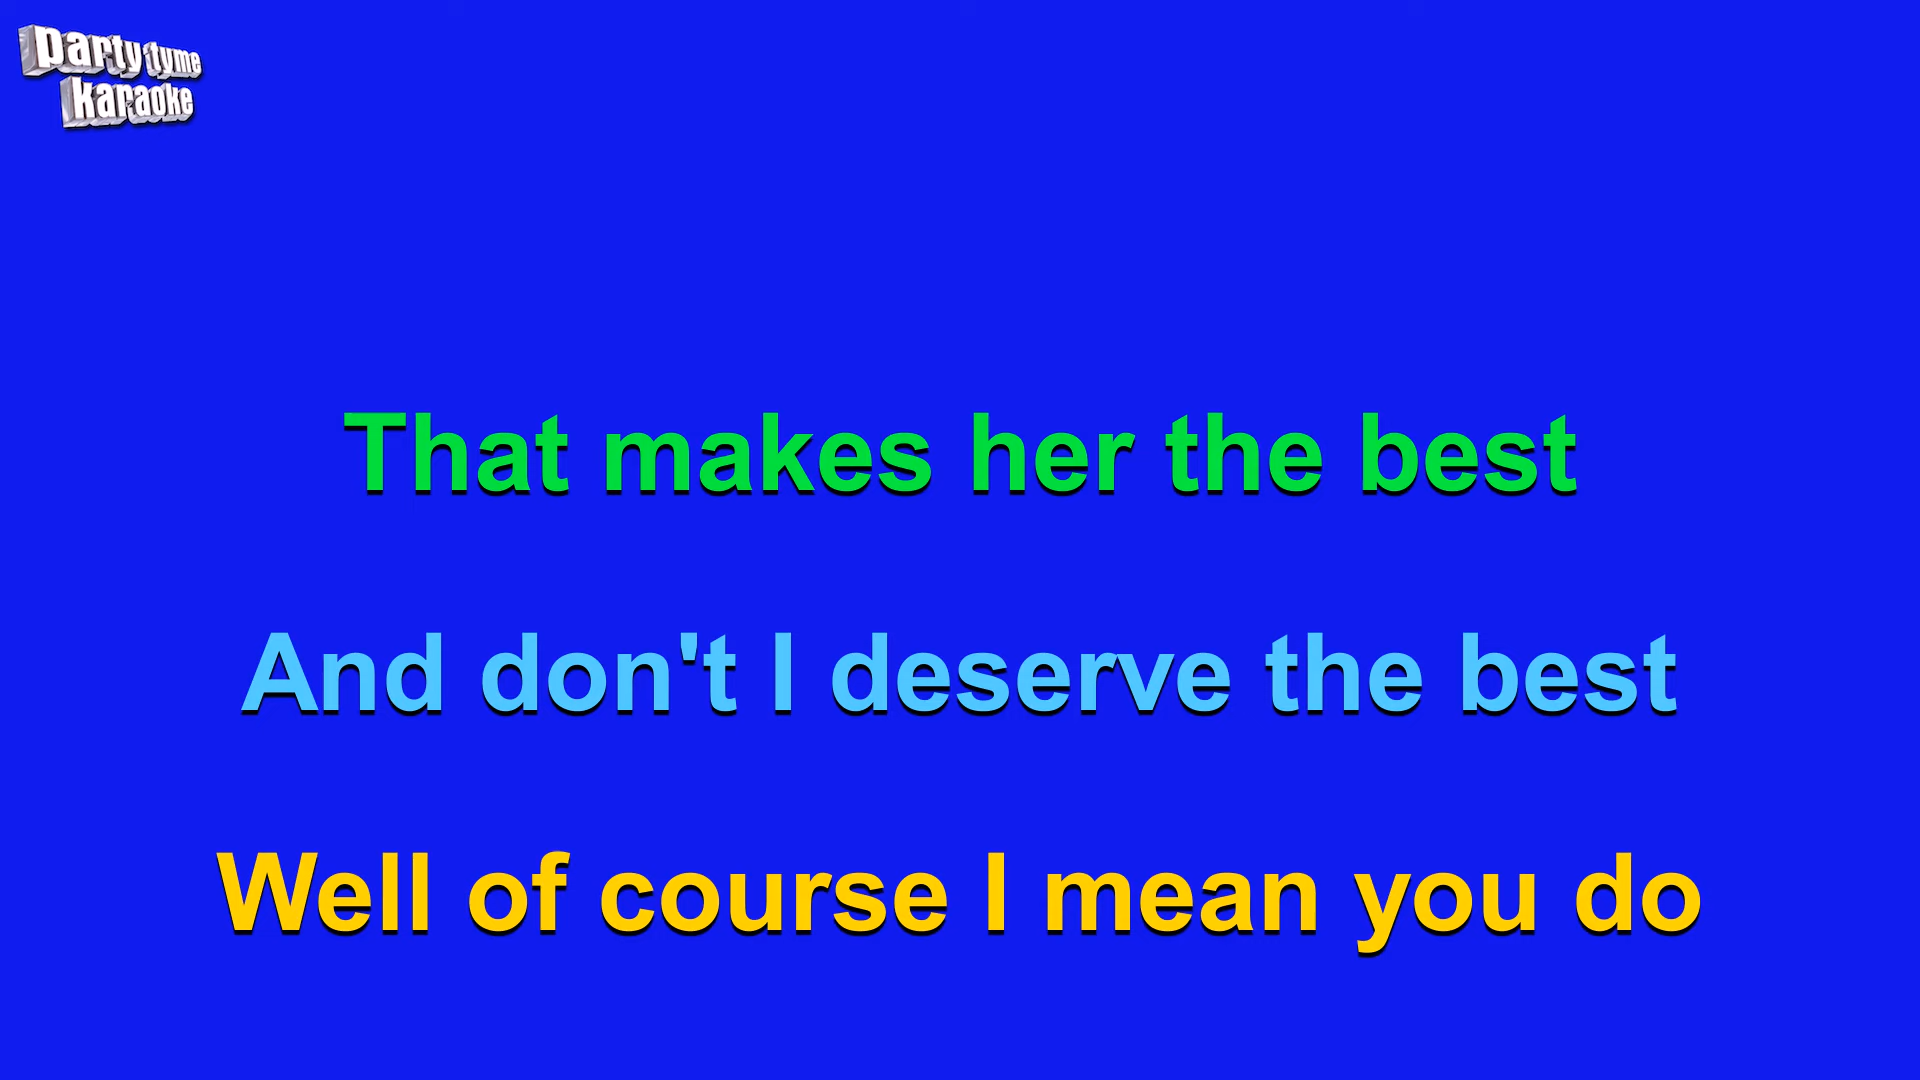 party tyme
karaoke
That makes her the best
And don't I deserve the best
Well of course I mean you do